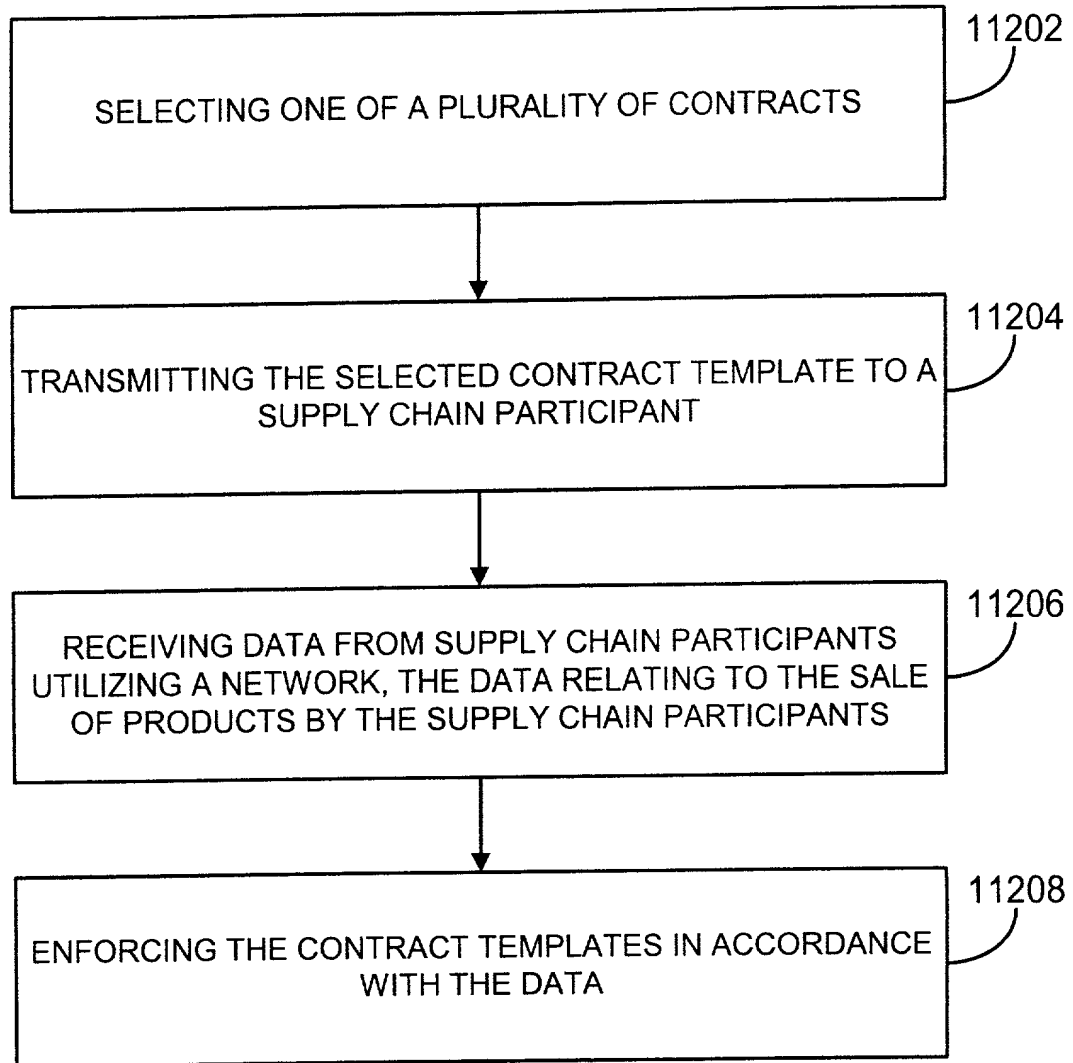 11202
SELECTING ONE OF A PLURALITY OF CONTRACTS
11204
TRANSMITTING THE SELECTED CONTRACT TEMPLATE TO A
SUPPLY CHAIN PARTICIPANT
11206
RECEIVING DATA FROM SUPPLY CHAIN PARTICIPANTS
UTILIZING A NETWORK, THE DATA RELATING TO THE SALE
OF PRODUCTS BY THE SUPPLY CHAIN PARTICIPANTS
11208
ENFORCING THE CONTRACT TEMPLATES IN ACCORDANCE
WITH THE DATA